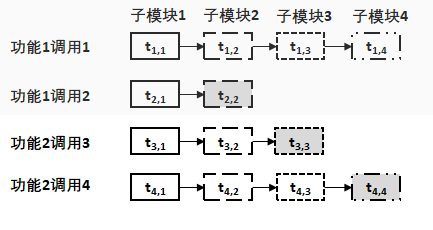 子模块1 子模块2 子模块3 子模块4
功能1调用1 t1,1 t1,2 t1,3 t1,4
功能1调用2 t2,1 t2,2
功能2调用3 t3,1 t3,2 t3,3
功能2调用4 t4,1 t4,2 t4,3 t4,4